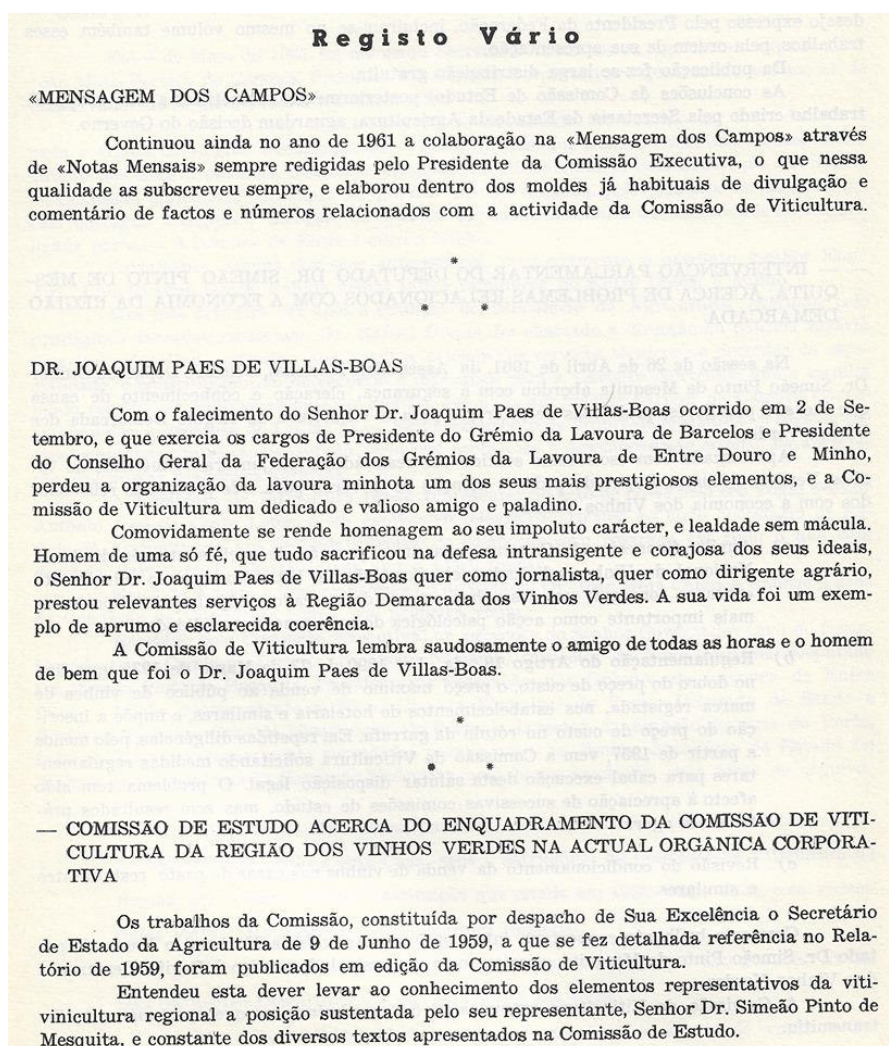 Registo Vário
«MENSAGEM DOS CAMPOS»
Continuou ainda no ano de 1961 a colaboração na «Mensagem dos Campos» através
de «Notas Mensais» sempre redigidas pelo Presidente da Comissão Executiva, o que nessa
qualidade as subscreveu sempre, e elaborou dentro dos moldes já habituais de divulgação e
comentário de factos e números relacionados com a actividade da Comissão de Viticultura.
*
* *
DR. JOAQUIM PAES DE VILLAS-BOAS
Com o falecimento do Senhor Dr. Joaquim Paes de Villas-Boas ocorrido em 2 de Se-
tembro, e que exercia os cargos de Presidente do Grémio da Lavoura de Barcelos e Presidente
do Conselho Geral da Federação dos Grémios da Lavoura de Entre Douro e Minho,
perdeu a organização da lavoura minhota um dos seus mais prestigiosos elementos, e a Co-
missão de Viticultura um dedicado e valioso amigo e paladino.
Comovidamente se rende homenagem ao seu impoluto carácter, e lealdade sem mácula.
Homem de uma só fé, que tudo sacrificou na defesa intransigente e corajosa dos seus ideais,
o Senhor Dr. Joaquim Paes de Villas-Boas quer como jornalista, quer como dirigente agrário,
prestou relevantes serviços à Região Demarcada dos Vinhos Verdes. A sua vida foi um exem-
plo de aprumo e esclarecida coerência.
A Comissão de Viticultura lembra saudosamente o amigo de todas as horas e o homem
de bem que foi o Dr. Joaquim Paes de Villas-Boas.
*
* *
— COMISSÃO DE ESTUDO ACERCA DO ENQUADRAMENTO DA COMISSÃO DE VITI-
CULTURA DA REGIÃO DOS VINHOS VERDES NA ACTUAL ORGÂNICA CORPORA-
TIVA
Os trabalhos da Comissão, constituída por despacho de Sua Excelência o Secretário
de Estado da Agricultura de 9 de Junho de 1959, a que se fez detalhada referência no Rela-
tório de 1959, foram publicados em edição da Comissão de Viticultura.
Entendeu esta dever levar ao conhecimento dos elementos representativos da viti-
vinicultura regional a posição sustentada pelo seu representante, Senhor Dr. Simeão Pinto de
Mesquita, e constante dos diversos textos apresentados na Comissão de Estudo.